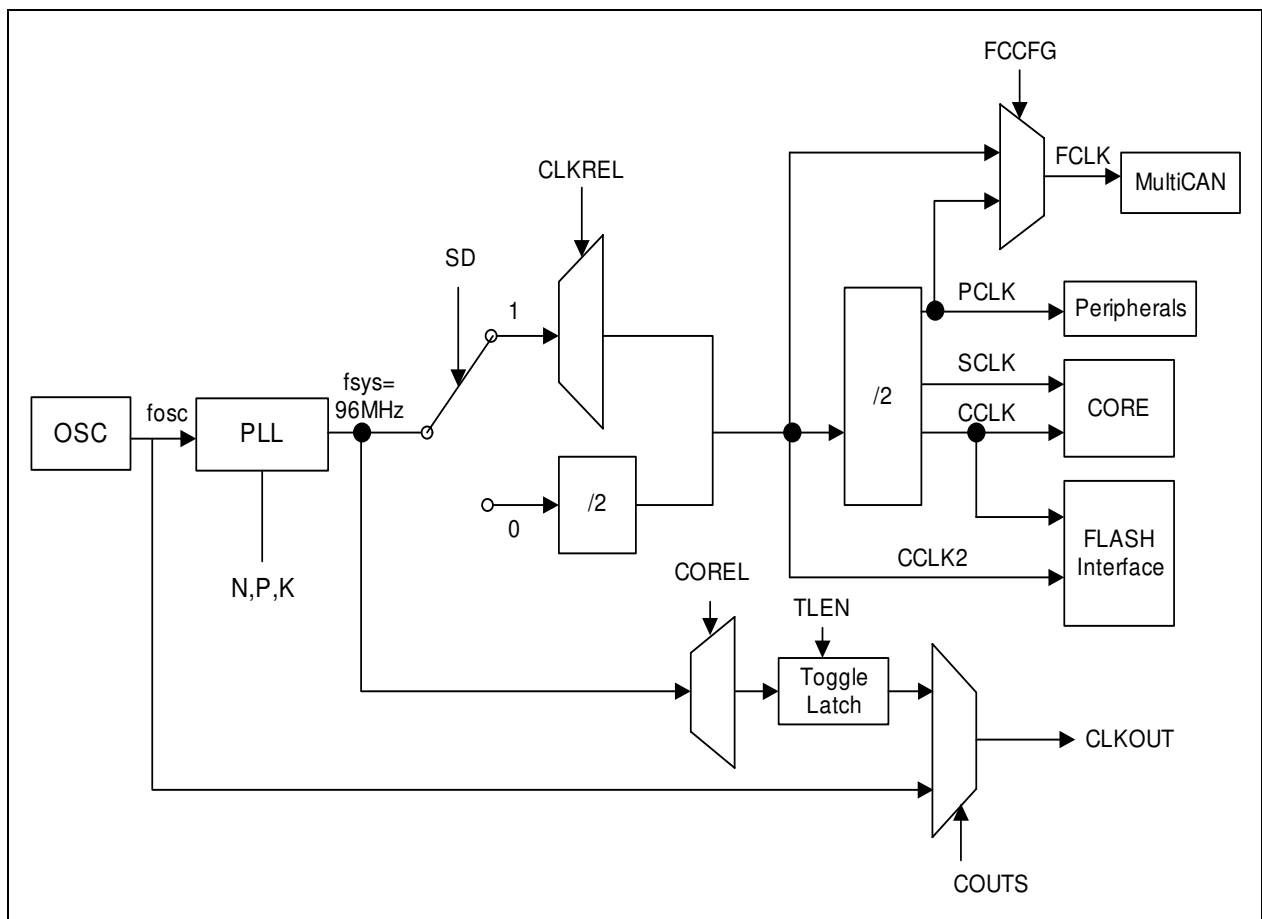 FCCFG
CLKREL
FCLK
MultiCAN
SD
1
PCLK
Peripherals
SCLK
CORE
CCLK
/2
fsys=
96MHz
fosc
OSC
PLL
/2
0
FLASH
Interface
CCLK2
N,P,K
COREL
TLEN
Toggle
Latch
CLKOUT
COUTS